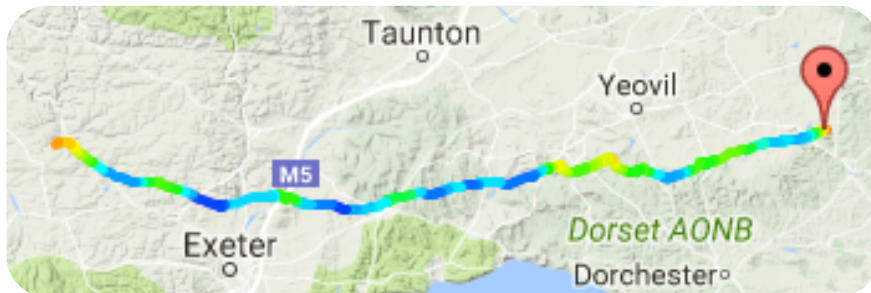 Taunton
Yeovil
M5
Exeter
Dorset AONB
Dorchester